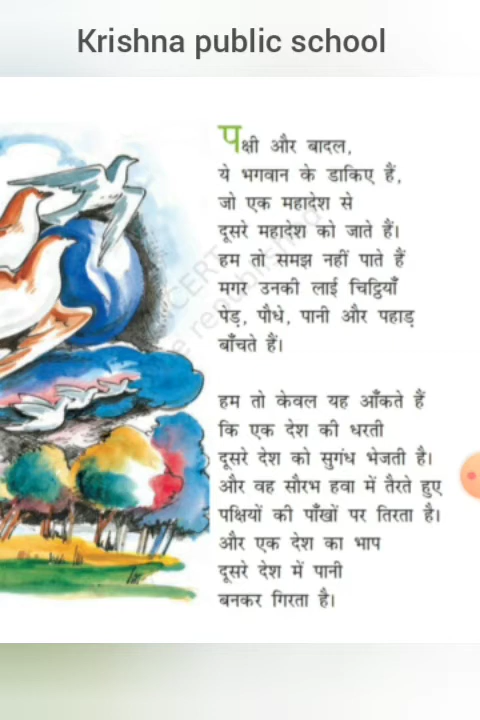 Krishna public school
पक्षी और बादल,
ये भगवान के डाकिए हैं,
जो एक महादेश से
दूसरे महादेश को जाते हैं।
हम तो समझ नहीं पाते हैं
मगर उनकी लाई चिट्ठियाँ
पेड़, पौधे, पानी और पहाड़
बाँचते हैं।
हम तो केवल यह आँकते हैं
कि एक देश की धरती
दूसरे देश को सुगंध भेजती है।
और वह सौरभ हवा में तैरते हुए
पक्षियों की पाँखों पर तिरता है।
और एक देश का भाप
दूसरे देश में पानी
बनकर गिरता है।